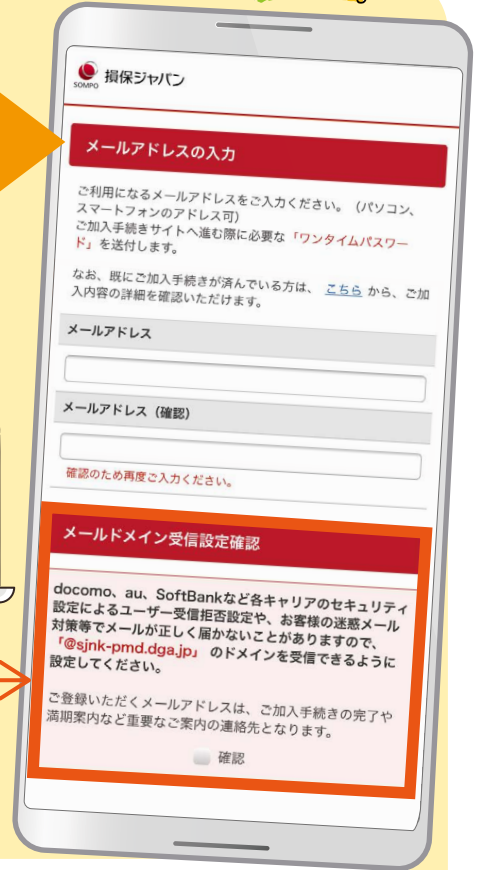 SOMPO 損保ジャパン
メールアドレスの入力
ご利用になるメールアドレスをご入力ください。（パソコン、
スマートフォンのアドレス可）
ご加入手続きサイトへ進む際に必要な「ワンタイムパスワー
ド」を送付します。
なお、既にご加入手続きが済んでいる方は、 こちら から、ご加
入内容の詳細を確認いただけます。
メールアドレス
メールアドレス（確認）
確認のため再度ご入力ください。
メールドメイン受信設定確認
docomo、au、SoftBankなど各キャリアのセキュリティ
設定によるユーザー受信拒否設定や、お客様の迷惑メール
対策等でメールが正しく届かないことがありますので、
「@sjnk-pmd.dga.jp」 のドメインを受信できるように
設定してください。
ご登録いただくメールアドレスは、ご加入手続きの完了や
満期案内など重要なご案内の連絡先となります。
確認